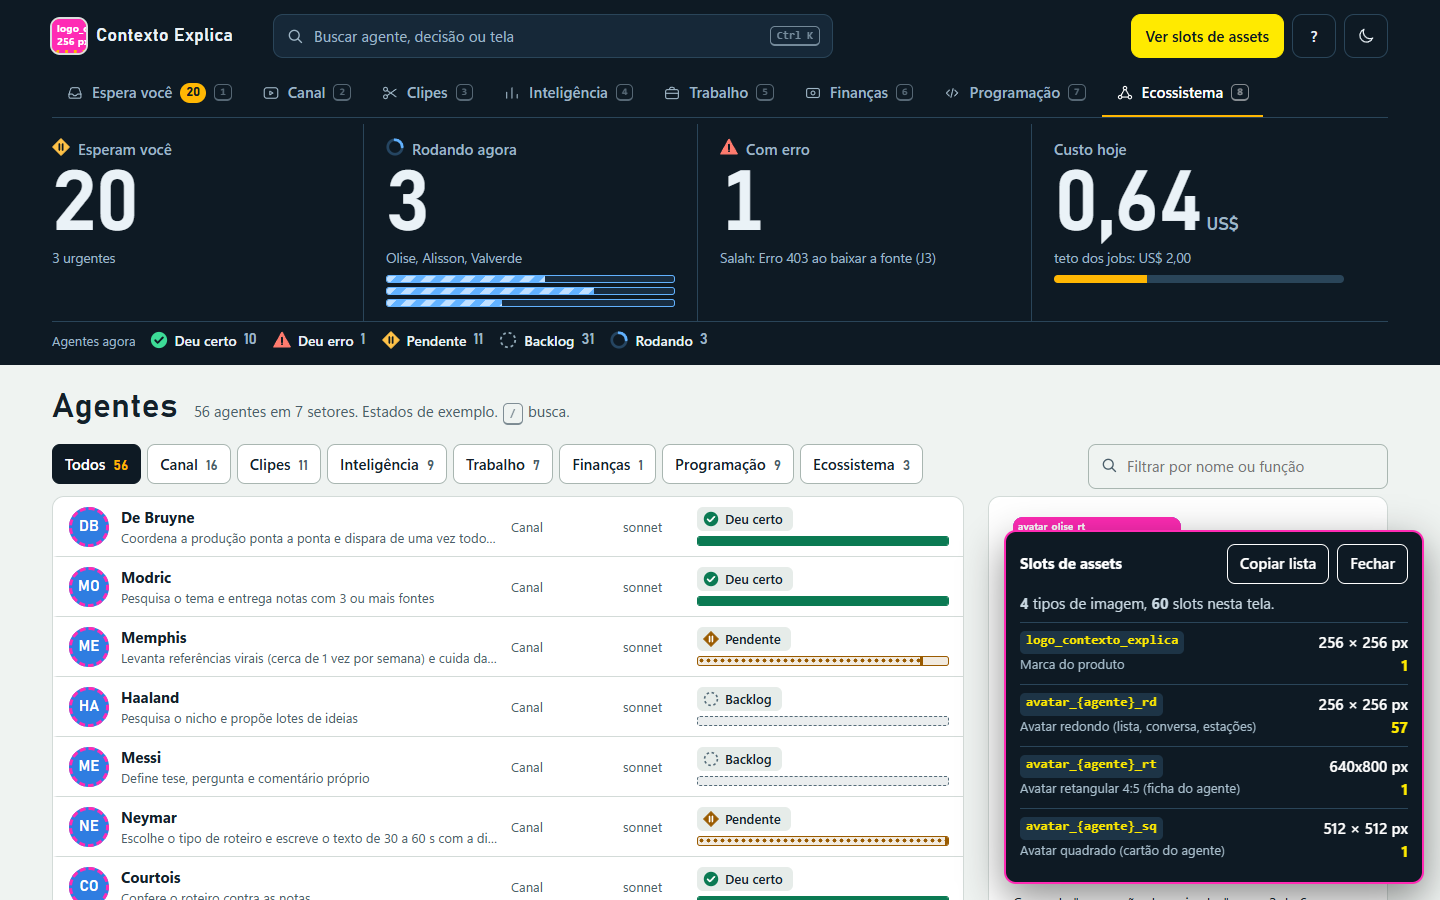 Contexto Explica
Buscar agente, decisão ou tela
Ctrl K
Ver slots de assets
?
Espera você 20 1
Canal 2
Clipes 3
Inteligência 4
Trabalho 5
Finanças 6
Programação 7
Ecossistema 8
Esperam você
20
3 urgentes
Rodando agora
3
Olise, Alisson, Valverde
Com erro
1
Salah: Erro 403 ao baixar a fonte (J3)
Custo hoje
0,64 US$
teto dos jobs: US$ 2,00
Agentes agora
Deu certo 10
Deu erro 1
Pendente 11
Backlog 31
Rodando 3
Agentes
56 agentes em 7 setores. Estados de exemplo. / busca.
Todos 56
Canal 16
Clipes 11
Inteligência 9
Trabalho 7
Finanças 1
Programação 9
Ecossistema 3
Filtrar por nome ou função
DB
De Bruyne
Coordena a produção ponta a ponta e dispara de uma vez todo...
Canal
sonnet
Deu certo
MO
Modric
Pesquisa o tema e entrega notas com 3 ou mais fontes
Canal
sonnet
Deu certo
ME
Memphis
Levanta referências virais (cerca de 1 vez por semana) e cuida da...
Canal
sonnet
Pendente
HA
Haaland
Pesquisa o nicho e propõe lotes de ideias
Canal
sonnet
Backlog
ME
Messi
Define tese, pergunta e comentário próprio
Canal
sonnet
Backlog
NE
Neymar
Escolhe o tipo de roteiro e escreve o texto de 30 a 60 s com a di...
Canal
sonnet
Pendente
CO
Courtois
Confere o roteiro contra as notas
Canal
sonnet
Deu certo
avatar_olise_rt
Slots de assets
Copiar lista
Fechar
4 tipos de imagem, 60 slots nesta tela.
logo_contexto_explica
256 × 256 px
Marca do produto
1
avatar_{agente}_rd
256 × 256 px
Avatar redondo (lista, conversa, estações)
57
avatar_{agente}_rt
640x800 px
Avatar retangular 4:5 (ficha do agente)
1
avatar_{agente}_sq
512 × 512 px
Avatar quadrado (cartão do agente)
1